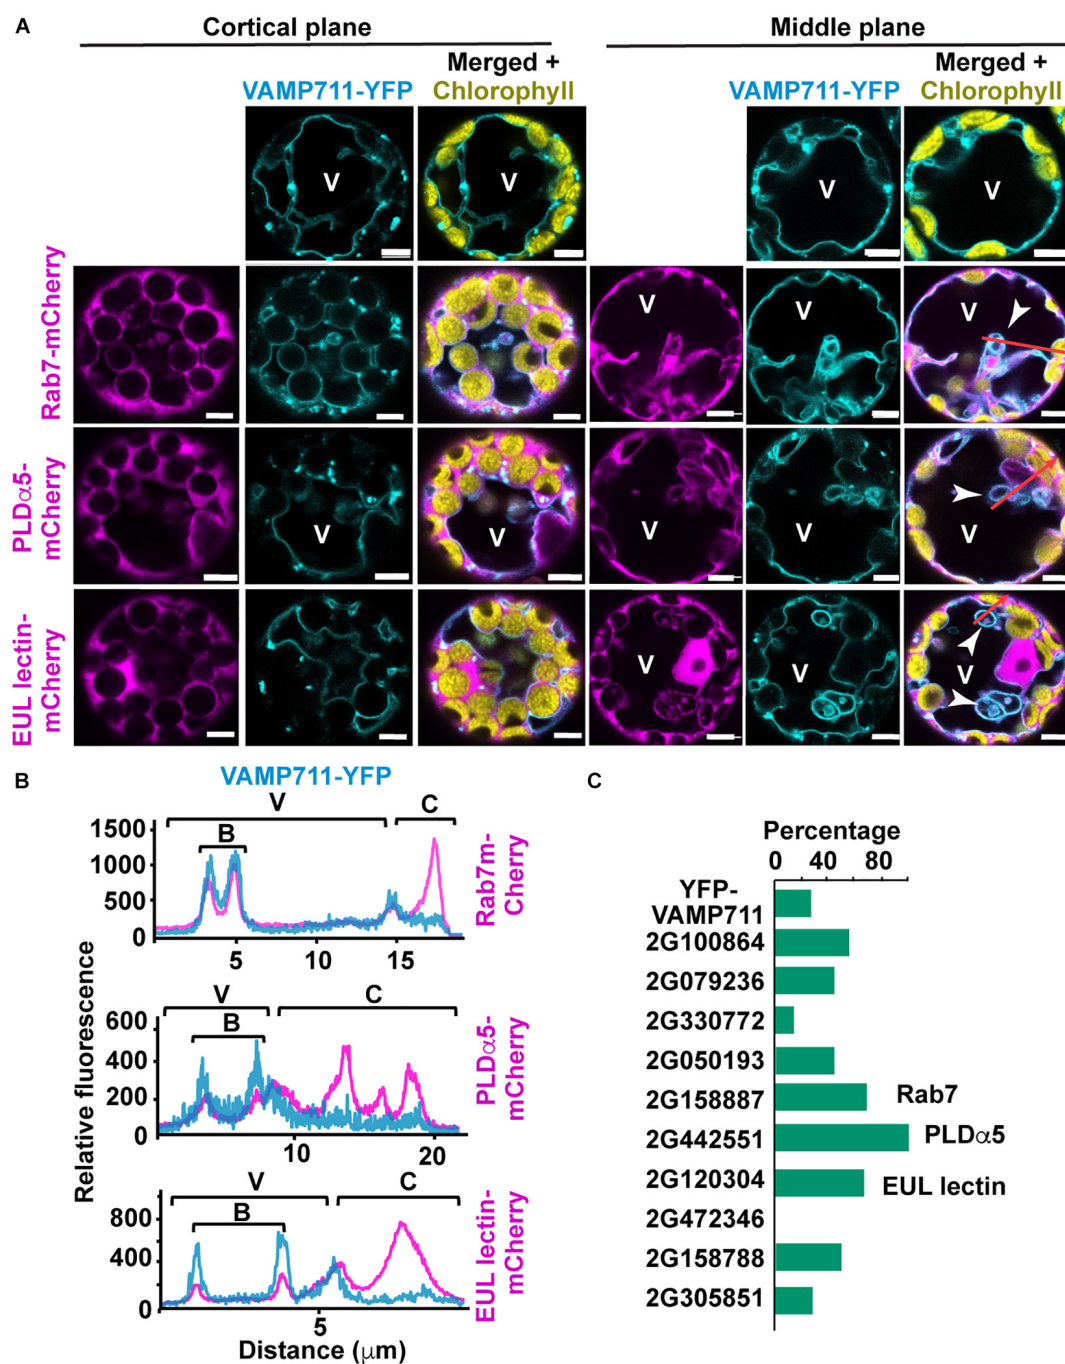 A
Cortical plane
Middle plane
VAMP711-YFP
Merged +
Chlorophyll
VAMP711-YFP
Merged +
Chlorophyll
V
V
V
V
Rab7-mCherry
V
V
V
PLDα5-
mCherry
V
V
V
V
V
EUL lectin-
mCherry
V
V
V
B
VAMP711-YFP
V
C
B
1500
1000
500
0
5
10
15
Rab7m-
Cherry
V
C
B
600
400
200
0
10
20
PLDα5-
mCherry
V
C
B
800
400
0
5
EUL lectin-
mCherry
Relative fluorescence
Distance (μm)
C
Percentage
0
40
80
YFP-
VAMP711
2G100864
2G079236
2G330772
2G050193
2G158887
Rab7
2G442551
PLDα5
2G120304
EUL lectin
2G472346
2G158788
2G305851